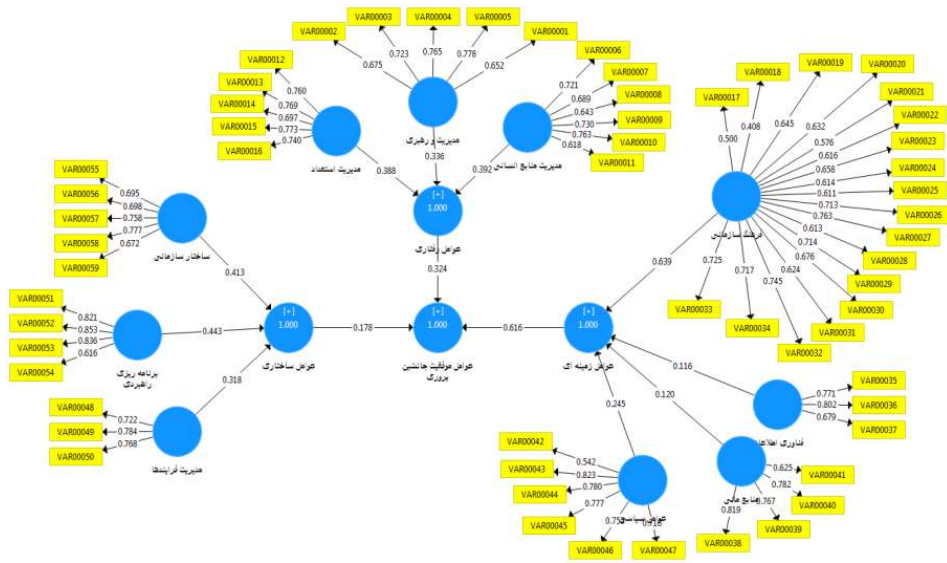 VAR00003
VAR00004
VAR00005
VAR00002
VAR00001
0.723
0.765
0.778
0.675
0.652
VAR00012
VAR00013
VAR00014
VAR00015
VAR00016
0.760
0.769
0.697
0.773
0.740
مدیریت استعداد
مدیریت و رهبری
VAR00006
VAR00007
VAR00008
VAR00009
VAR00010
VAR00011
0.721
0.689
0.643
0.730
0.763
0.618
مدیریت منابع انسانی
0.388
0.336
0.392
[+]
1.000
عوامل رفتاری
0.324
VAR00017
VAR00018
VAR00019
VAR00020
VAR00021
VAR00022
VAR00023
VAR00024
VAR00025
VAR00026
VAR00027
VAR00028
VAR00029
VAR00030
VAR00031
VAR00032
VAR00034
VAR00033
0.500
0.408
0.645
0.632
0.576
0.616
0.658
0.614
0.611
0.713
0.763
0.613
0.714
0.676
0.624
0.745
0.717
0.725
فرهنگ سازمانی
0.639
VAR00055
VAR00056
VAR00057
VAR00058
VAR00059
0.695
0.698
0.758
0.777
0.672
ساختار سازمانی
0.413
VAR00051
VAR00052
VAR00053
VAR00054
0.821
0.853
0.836
0.616
برنامه ریزی
راهبردی
0.443
VAR00048
VAR00049
VAR00050
0.722
0.784
0.768
مدیریت فرایندها
0.318
[+]
1.000
عوامل ساختاری
0.178
[+]
1.000
عوامل موفقیت جانشین
پروری
0.616
[+]
1.000
عوامل زمینه ای
0.116
0.120
0.245
VAR00035
VAR00036
VAR00037
0.771
0.802
0.679
فناوری
VAR00041
VAR00040
VAR00039
VAR00038
0.625
0.782
0.767
0.819
منابع مالی
VAR00042
VAR00043
VAR00044
VAR00045
VAR00046
VAR00047
0.542
0.823
0.780
0.777
عوامل سیاسی